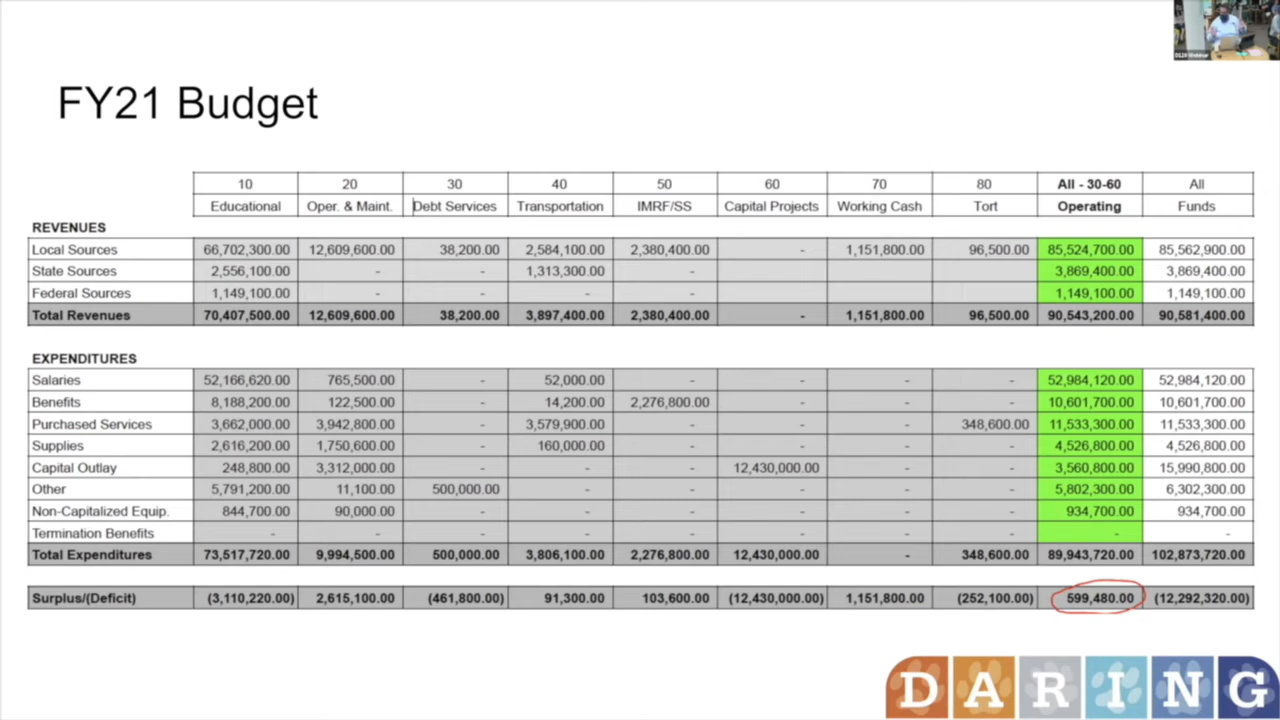 D128 Webinar
FY21 Budget
10 20 30 40 50 60 70 80 All - 30-60 All
Educational Oper. & Maint. Debt Services Transportation IMRF/SS Capital Projects Working Cash Tort Operating Funds
REVENUES
Local Sources 66,702,300.00 12,609,600.00 38,200.00 2,584,100.00 2,380,400.00 - 1,151,800.00 96,500.00 85,524,700.00 85,562,900.00
State Sources 2,556,100.00 - - 1,313,300.00 - 3,869,400.00 3,869,400.00
Federal Sources 1,149,100.00 - - - - 1,149,100.00 1,149,100.00
Total Revenues 70,407,500.00 12,609,600.00 38,200.00 3,897,400.00 2,380,400.00 - 1,151,800.00 96,500.00 90,543,200.00 90,581,400.00
EXPENDITURES
Salaries 52,166,620.00 765,500.00 - 52,000.00 - - - - 52,984,120.00 52,984,120.00
Benefits 8,188,200.00 122,500.00 - 14,200.00 2,276,800.00 - - - 10,601,700.00 10,601,700.00
Purchased Services 3,662,000.00 3,942,800.00 - 3,579,900.00 - - - 348,600.00 11,533,300.00 11,533,300.00
Supplies 2,616,200.00 1,750,600.00 - 160,000.00 - - - - 4,526,800.00 4,526,800.00
Capital Outlay 248,800.00 3,312,000.00 - - - 12,430,000.00 - - 3,560,800.00 15,990,800.00
Other 5,791,200.00 11,100.00 500,000.00 - - - - - 5,802,300.00 6,302,300.00
Non-Capitalized Equip. 844,700.00 90,000.00 - - - - - - 934,700.00 934,700.00
Termination Benefits - - - - - - - - - -
Total Expenditures 73,517,720.00 9,994,500.00 500,000.00 3,806,100.00 2,276,800.00 12,430,000.00 - 348,600.00 89,943,720.00 102,873,720.00
Surplus/(Deficit) (3,110,220.00) 2,615,100.00 (461,800.00) 91,300.00 103,600.00 (12,430,000.00) 1,151,800.00 (252,100.00) 599,480.00 (12,292,320.00)
DARING